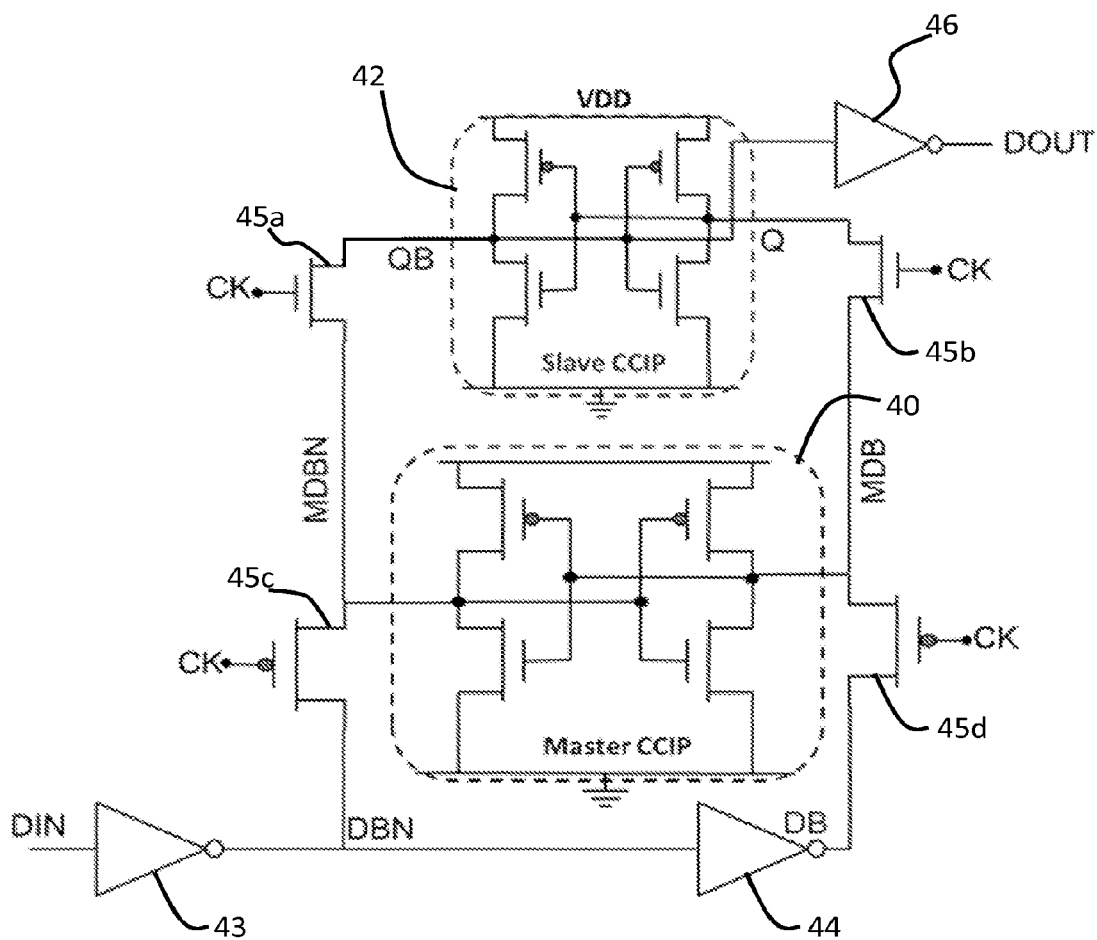 46
42
VDD
DOUT
45a
QB
Q
CK
CK
45b
Slave CCIP
40
MDBN
MDB
45c
CK
CK
45d
Master CCIP
DIN
DBN
DB
43
44